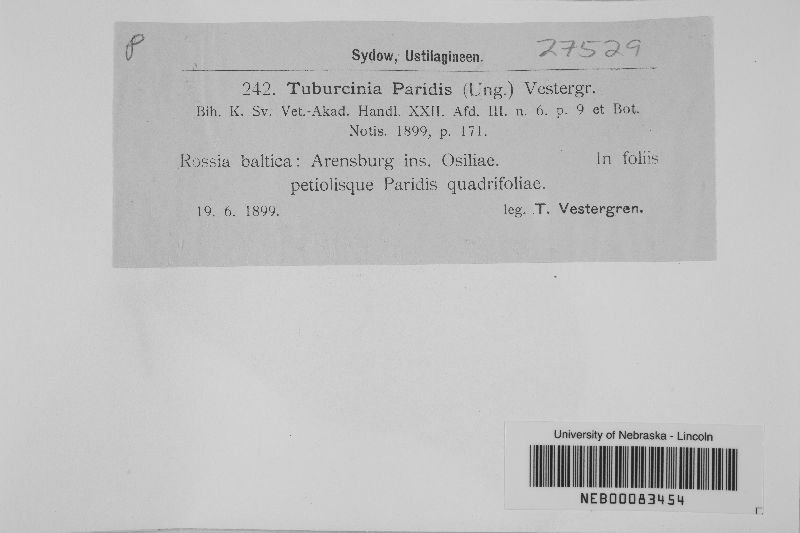 P
Sydow, Ustilagineen. 27529
242. Tuburcinia Paridis (Ung.) Vestergr.
Bih. K. Sv. Vet.-Akad. Handl. XXII. Afd. III. n. 6. p. 9 et Bot.
Notis. 1899, p. 171.
Rossia baltica: Arensburg ins. Osiliae. In foliis
petiolisque Paridis quadrifoliae.
19. 6. 1899. leg. T. Vestergren.
University of Nebraska - Lincoln
NEB00083454